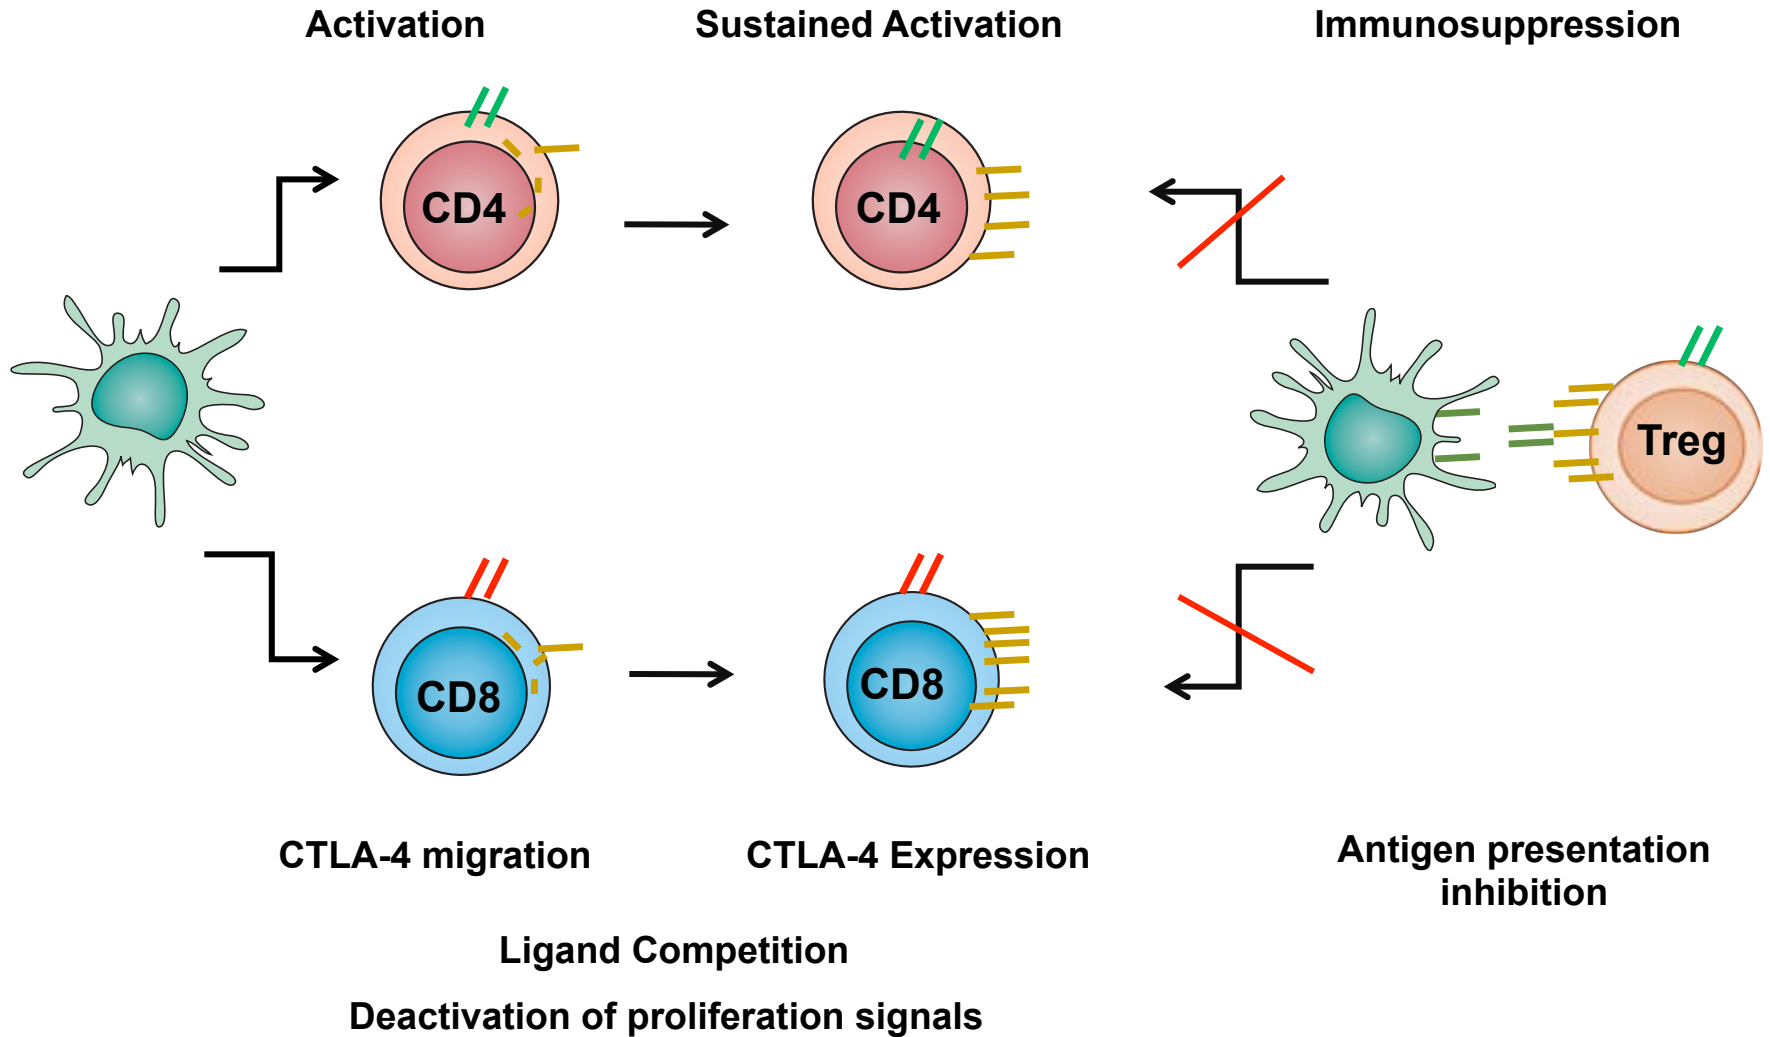 Activation
Sustained Activation
Immunosuppression
CD4
CD4
Treg
CD8
CD8
CTLA-4 migration
CTLA-4 Expression
Antigen presentation
inhibition
Ligand Competition
Deactivation of proliferation signals